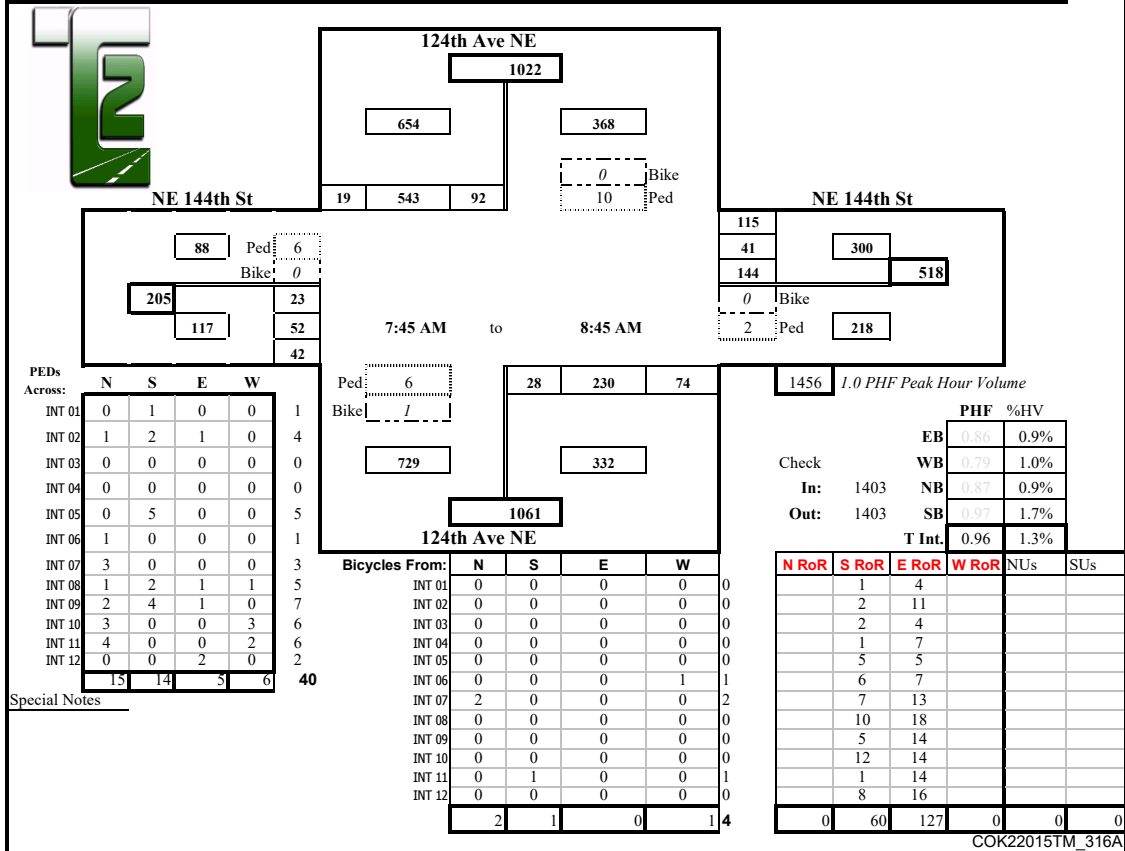 124th Ave NE
1022
654 368
0 Bike
10 Ped
NE 144th St
19 543 92
NE 144th St
115
88 Ped 6
41 300
Bike 0
144 518
205 23
0 Bike
117 52
7:45 AM to 8:45 AM
2 Ped 218
42
PEDs
Across: N S E W
Ped 6
28 230 74
1456 1.0 PHF Peak Hour Volume
Bike 1
PHF %HV
EB 0.86 0.9%
729 332
Check WB 0.79 1.0%
In: 1403 NB 0.87 0.9%
1061
Out: 1403 SB 0.97 1.7%
124th Ave NE
T Int. 0.96 1.3%
INT 01 0 1 0 0 1
INT 02 1 2 1 0 4
INT 03 0 0 0 0 0
INT 04 0 0 0 0 0
INT 05 0 5 0 0 5
INT 06 1 0 0 0 1
INT 07 3 0 0 0 3
INT 08 1 2 1 1 5
INT 09 2 4 1 0 7
INT 10 3 0 0 3 6
INT 11 4 0 0 2 6
INT 12 0 0 2 0 2
15 14 5 6 40
Special Notes
Bicycles From: N S E W
INT 01 0 0 0 0 0
INT 02 0 0 0 0 0
INT 03 0 0 0 0 0
INT 04 0 0 0 0 0
INT 05 0 0 0 0 0
INT 06 0 0 0 1 1
INT 07 2 0 0 0 2
INT 08 0 0 0 0 0
INT 09 0 0 0 0 0
INT 10 0 0 0 0 0
INT 11 0 1 0 0 1
INT 12 0 0 0 0 0
2 1 0 1 4
N RoR S RoR E RoR W RoR NUs SUs
1 4
2 11
2 4
1 7
5 5
6 7
7 13
10 18
5 14
12 14
1 14
8 16
0 60 127 0 0 0
COK22015TM_316A